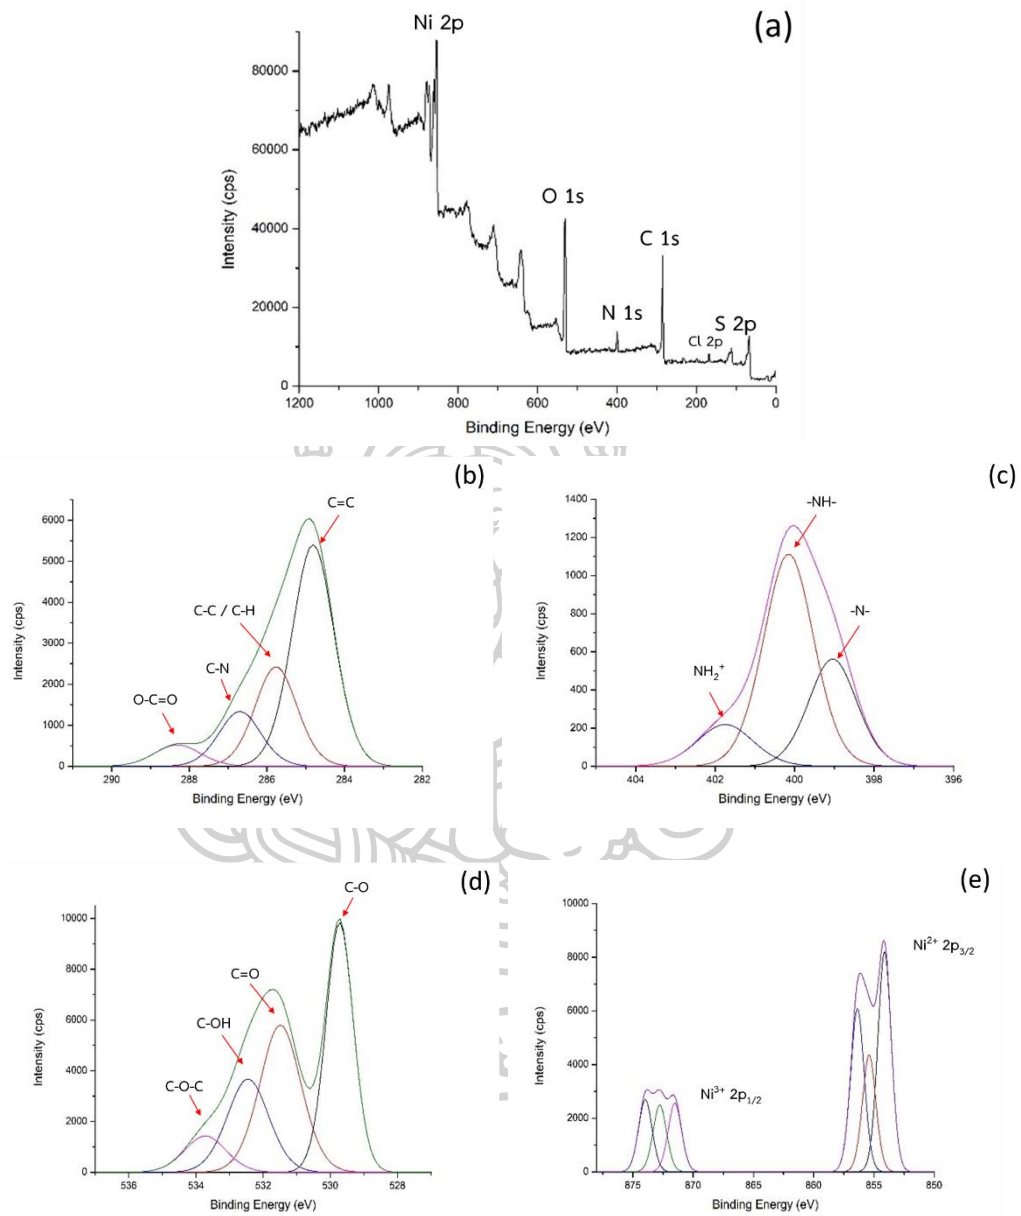 (a)
Ni 2p
O 1s
C 1s
N 1s
Cl 2p
S 2p
80000
60000
40000
20000
0
Intensity (cps)
1200 1000 800 600 400 200 0
Binding Energy (eV)
(b)
C=C
C-C / C-H
C-N
O-C=O
6000
5000
4000
3000
2000
1000
0
Intensity (cps)
290 288 286 284 282
Binding Energy (eV)
(c)
-NH-
-N-
NH₂⁺
1400
1200
1000
800
600
400
200
0
Intensity (cps)
404 402 400 398 396
Binding Energy (eV)
(d)
C-O
C=O
C-OH
C-O-C
10000
8000
6000
4000
2000
0
Intensity (cps)
536 534 532 530 528
Binding Energy (eV)
(e)
Ni²⁺ 2p₃/₂
Ni³⁺ 2p₁/₂
10000
8000
6000
4000
2000
0
Intensity (cps)
875 870 865 860 855 850
Binding Energy (eV)